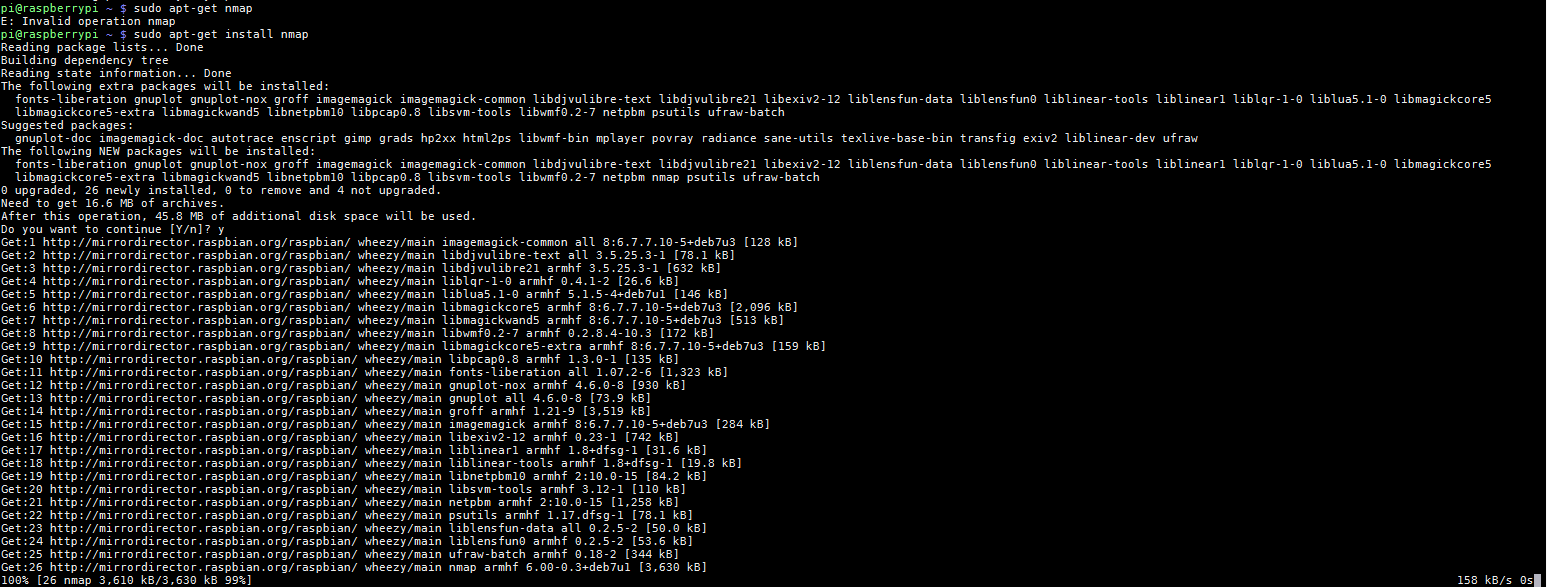 pi@raspberrypi ~ $ sudo apt-get nmap
E: Invalid operation nmap
pi@raspberrypi ~ $ sudo apt-get install nmap
Reading package lists... Done
Building dependency tree
Reading state information... Done
The following extra packages will be installed:
  fonts-liberation gnuplot gnuplot-nox groff imagemagick imagemagick-common libdjvulibre-text libdjvulibre21 libexiv2-12 liblensfun-data liblensfun0 liblinear-tools liblinear1 liblqr-1-0 liblua5.1-0 libmagickcore5
  libmagickcore5-extra libmagickwand5 libnetpbm10 libpcap0.8 libsvm-tools libwmf0.2-7 netpbm psutils ufraw-batch
Suggested packages:
  gnuplot-doc imagemagick-doc autotrace enscript gimp grads hp2xx html2ps libwmf-bin mplayer povray radiance sane-utils texlive-base-bin transfig exiv2 liblinear-dev ufraw
The following NEW packages will be installed:
  fonts-liberation gnuplot gnuplot-nox groff imagemagick imagemagick-common libdjvulibre-text libdjvulibre21 libexiv2-12 liblensfun-data liblensfun0 liblinear-tools liblinear1 liblqr-1-0 liblua5.1-0 libmagickcore5
  libmagickcore5-extra libmagickwand5 libnetpbm10 libpcap0.8 libsvm-tools libwmf0.2-7 netpbm nmap psutils ufraw-batch
0 upgraded, 26 newly installed, 0 to remove and 4 not upgraded.
Need to get 16.6 MB of archives.
After this operation, 45.8 MB of additional disk space will be used.
Do you want to continue [Y/n]? y
Get:1 http://mirrordirector.raspbian.org/raspbian/ wheezy/main imagemagick-common all 8:6.7.7.10-5+deb7u3 [128 kB]
Get:2 http://mirrordirector.raspbian.org/raspbian/ wheezy/main libdjvulibre-text all 3.5.25.3-1 [78.1 kB]
Get:3 http://mirrordirector.raspbian.org/raspbian/ wheezy/main libdjvulibre21 armhf 3.5.25.3-1 [632 kB]
Get:4 http://mirrordirector.raspbian.org/raspbian/ wheezy/main liblqr-1-0 armhf 0.4.1-2 [26.6 kB]
Get:5 http://mirrordirector.raspbian.org/raspbian/ wheezy/main liblua5.1-0 armhf 5.1.5-4+deb7u1 [146 kB]
Get:6 http://mirrordirector.raspbian.org/raspbian/ wheezy/main libmagickcore5 armhf 8:6.7.7.10-5+deb7u3 [2,096 kB]
Get:7 http://mirrordirector.raspbian.org/raspbian/ wheezy/main libmagickwand5 armhf 8:6.7.7.10-5+deb7u3 [513 kB]
Get:8 http://mirrordirector.raspbian.org/raspbian/ wheezy/main libwmf0.2-7 armhf 0.2.8.4-10.3 [172 kB]
Get:9 http://mirrordirector.raspbian.org/raspbian/ wheezy/main libmagickcore5-extra armhf 8:6.7.7.10-5+deb7u3 [159 kB]
Get:10 http://mirrordirector.raspbian.org/raspbian/ wheezy/main libpcap0.8 armhf 1.3.0-1 [135 kB]
Get:11 http://mirrordirector.raspbian.org/raspbian/ wheezy/main fonts-liberation all 1.07.2-6 [1,323 kB]
Get:12 http://mirrordirector.raspbian.org/raspbian/ wheezy/main gnuplot-nox armhf 4.6.0-8 [930 kB]
Get:13 http://mirrordirector.raspbian.org/raspbian/ wheezy/main gnuplot all 4.6.0-8 [73.9 kB]
Get:14 http://mirrordirector.raspbian.org/raspbian/ wheezy/main groff armhf 1.21-9 [3,519 kB]
Get:15 http://mirrordirector.raspbian.org/raspbian/ wheezy/main imagemagick armhf 8:6.7.7.10-5+deb7u3 [284 kB]
Get:16 http://mirrordirector.raspbian.org/raspbian/ wheezy/main libexiv2-12 armhf 0.23-1 [742 kB]
Get:17 http://mirrordirector.raspbian.org/raspbian/ wheezy/main liblinear1 armhf 1.8+dfsg-1 [31.6 kB]
Get:18 http://mirrordirector.raspbian.org/raspbian/ wheezy/main liblinear-tools armhf 1.8+dfsg-1 [19.8 kB]
Get:19 http://mirrordirector.raspbian.org/raspbian/ wheezy/main libnetpbm10 armhf 2:10.0-15 [84.2 kB]
Get:20 http://mirrordirector.raspbian.org/raspbian/ wheezy/main libsvm-tools armhf 3.12-1 [110 kB]
Get:21 http://mirrordirector.raspbian.org/raspbian/ wheezy/main netpbm armhf 2:10.0-15 [1,258 kB]
Get:22 http://mirrordirector.raspbian.org/raspbian/ wheezy/main psutils armhf 1.17.dfsg-1 [78.1 kB]
Get:23 http://mirrordirector.raspbian.org/raspbian/ wheezy/main liblensfun-data all 0.2.5-2 [50.0 kB]
Get:24 http://mirrordirector.raspbian.org/raspbian/ wheezy/main liblensfun0 armhf 0.2.5-2 [53.6 kB]
Get:25 http://mirrordirector.raspbian.org/raspbian/ wheezy/main ufraw-batch armhf 0.18-2 [344 kB]
Get:26 http://mirrordirector.raspbian.org/raspbian/ wheezy/main nmap armhf 6.00-0.3+deb7u1 [3,630 kB]
100% [26 nmap 3,610 kB/3,630 kB 99%] 158 kB/s 0s